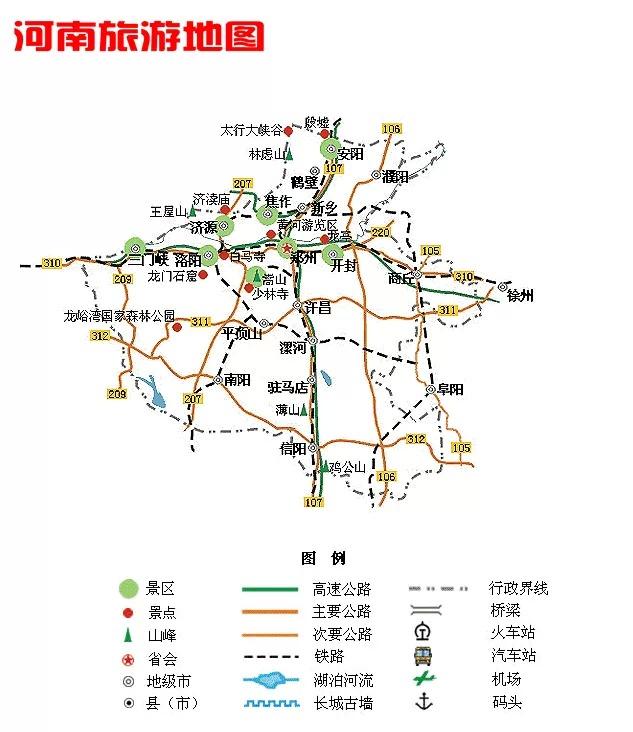 河南旅游地图
殷墟
太行大峡谷
106
林虑山
安阳
107
鹤壁
濮阳
207
济渎庙
焦作
王屋山
新乡
济源
黄河游览区
龙亭
220
三门峡
洛阳
白马寺
郑州
开封
105
310
209
龙门石窟
嵩山
少林寺
商丘
310
徐州
311
龙峪湾国家森林公园
311
许昌
312
平顶山
漯河
南阳
驻马店
阜阳
209
207
薄山
信阳
312
105
鸡公山
106
107
图 例
景区 高速公路 行政界线
景点 主要公路 桥梁
山峰 次要公路 火车站
省会 铁路 汽车站
地级市 湖泊河流 机场
县（市） 长城古墙 码头